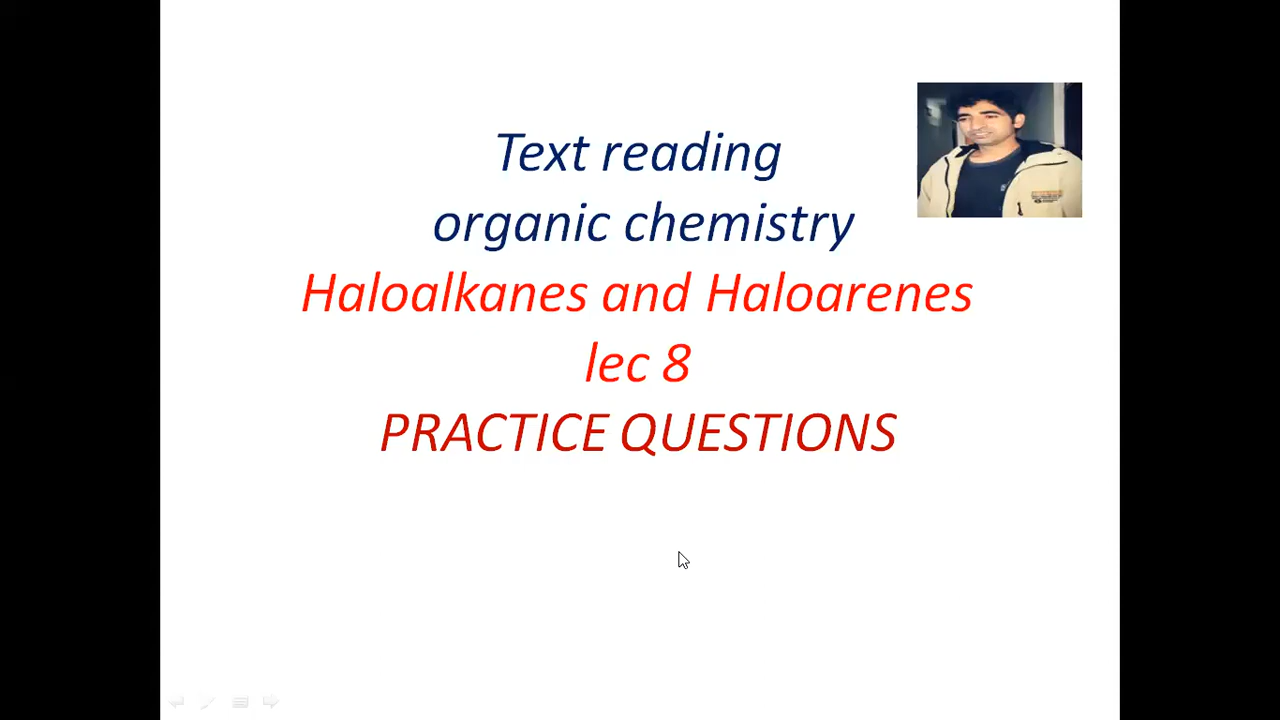 Text reading
organic chemistry
Haloalkanes and Haloarenes
lec 8
PRACTICE QUESTIONS